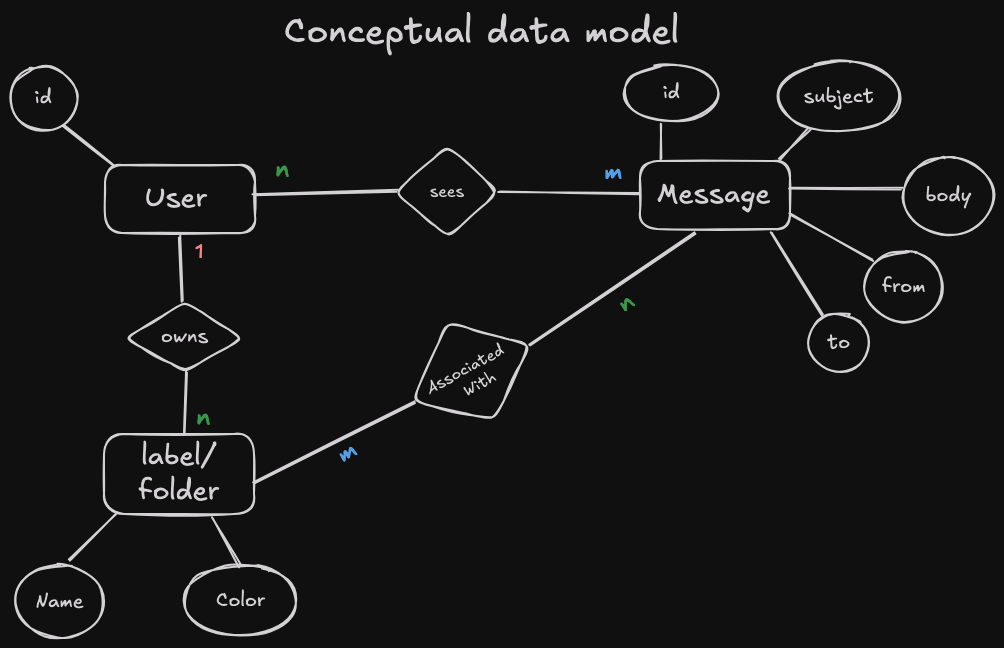 Conceptual data model
id
id
subject
User
n
sees
m
Message
body
1
from
owns
n
to
Associated
With
n
label/
folder
m
Name
Color